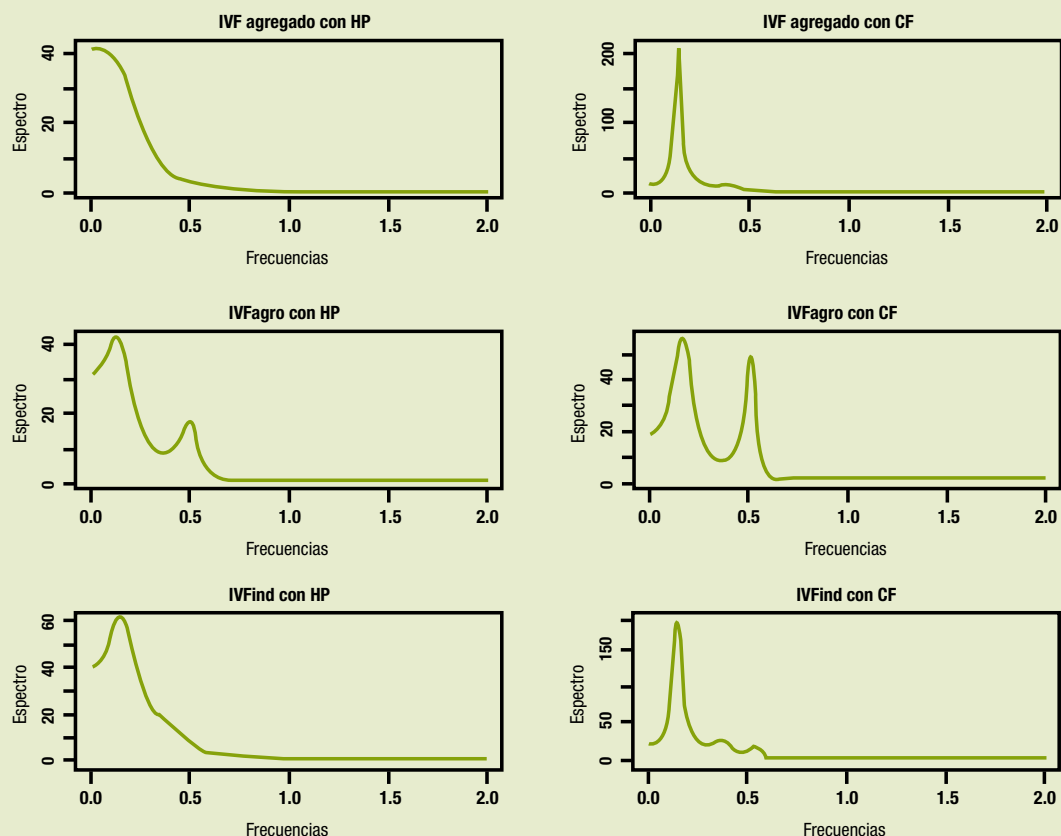 IVF agregado con HP
Espectro
40
20
0
0.0 0.5 1.0 1.5 2.0
Frecuencias
IVF agregado con CF
Espectro
200
100
0
0.0 0.5 1.0 1.5 2.0
Frecuencias
IVFagro con HP
Espectro
40
20
0
0.0 0.5 1.0 1.5 2.0
Frecuencias
IVFagro con CF
Espectro
40
20
0
0.0 0.5 1.0 1.5 2.0
Frecuencias
IVFind con HP
Espectro
60
40
20
0
0.0 0.5 1.0 1.5 2.0
Frecuencias
IVFind con CF
Espectro
150
50
0
0.0 0.5 1.0 1.5 2.0
Frecuencias